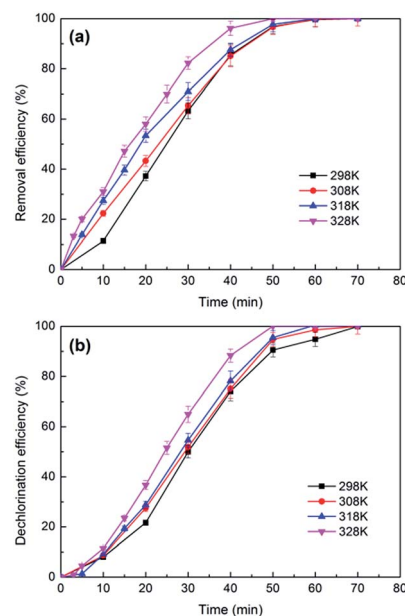 (a)
Removal efficiency (%)
100
80
60
40
20
0
298K
308K
318K
328K
0 10 20 30 40 50 60 70 80
Time (min)
(b)
Dechlorination efficiency (%)
100
80
60
40
20
0
298K
308K
318K
328K
0 10 20 30 40 50 60 70 80
Time (min)